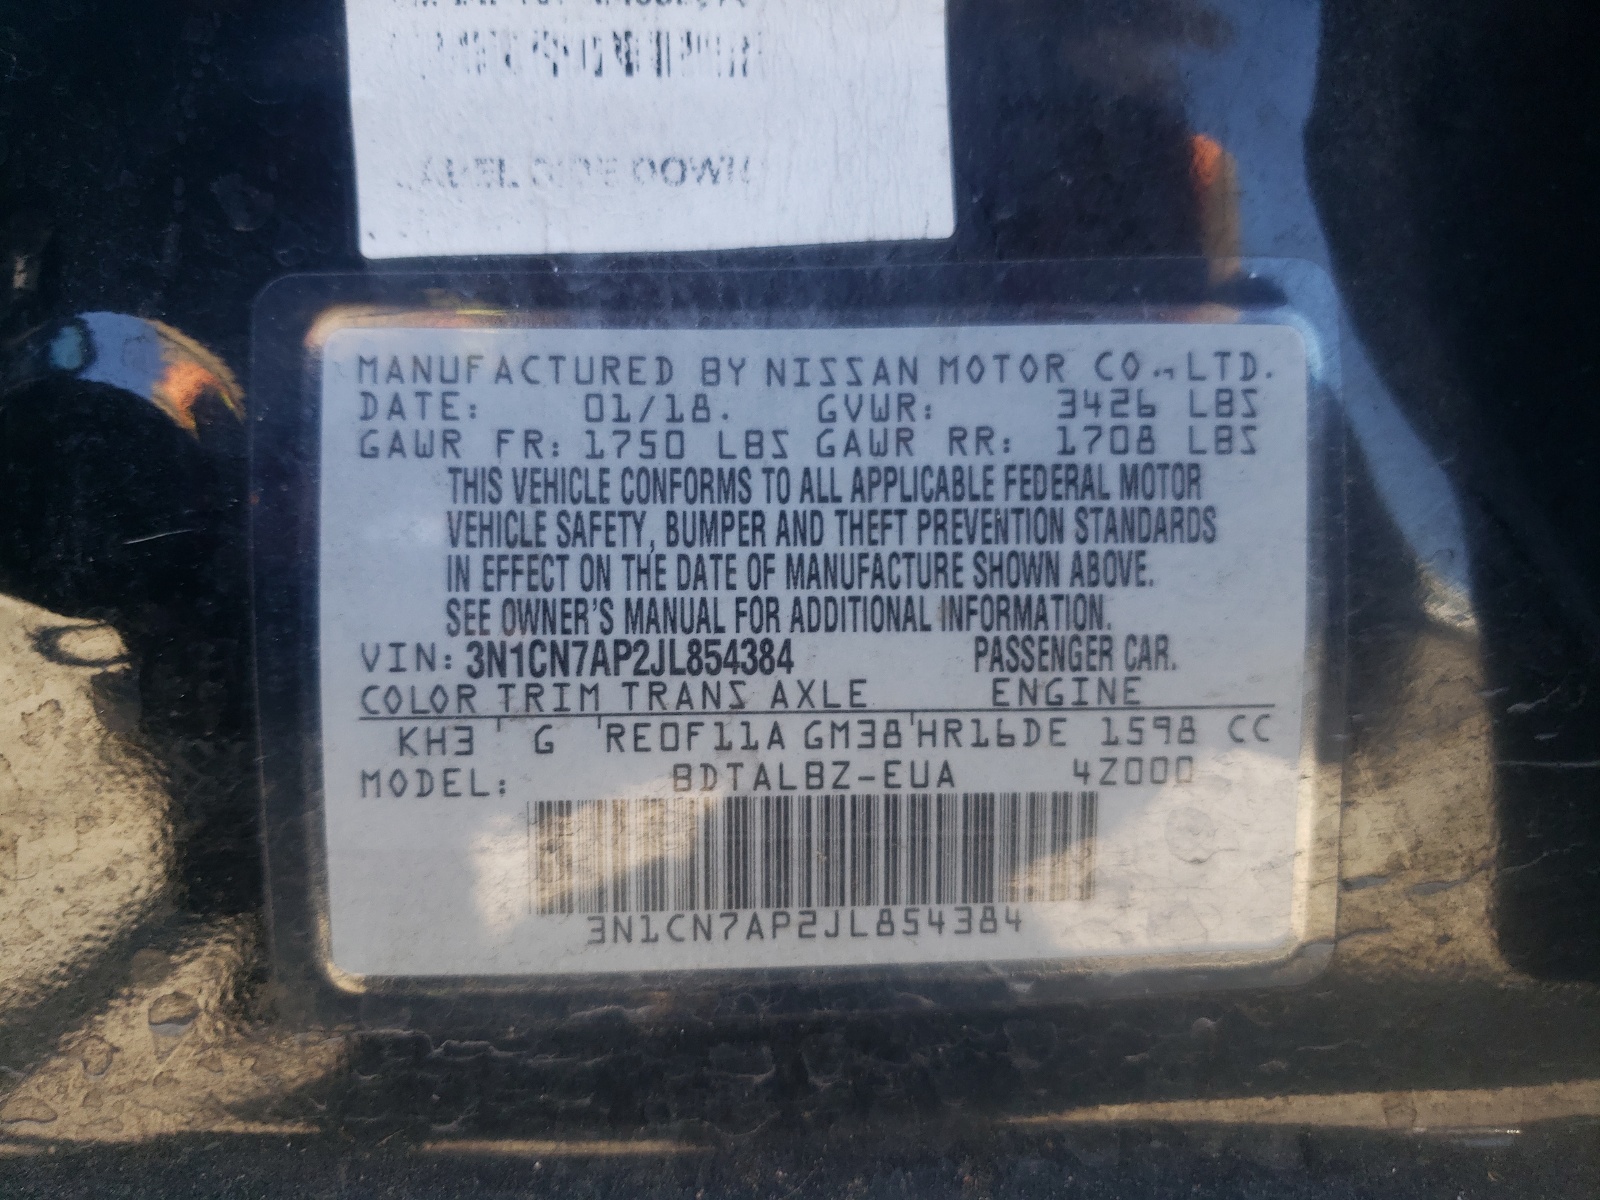 DOWN
MANUFACTURED BY NISSAN MOTOR CO., LTD.
DATE: 01/18. GVWR: 3426 LBS
GAWR FR: 1750 LBS GAWR RR: 1708 LBS
THIS VEHICLE CONFORMS TO ALL APPLICABLE FEDERAL MOTOR
VEHICLE SAFETY, BUMPER AND THEFT PREVENTION STANDARDS
IN EFFECT ON THE DATE OF MANUFACTURE SHOWN ABOVE.
SEE OWNER'S MANUAL FOR ADDITIONAL INFORMATION.
VIN: 3N1CN7AP2JL854384 PASSENGER CAR.
COLOR TRIM TRANS AXLE ENGINE
KH3 G RE0F11A GM38 HR16DE 1598 CC
MODEL: BDTALBZ-EUA 4Z000
3N1CN7AP2JL854384